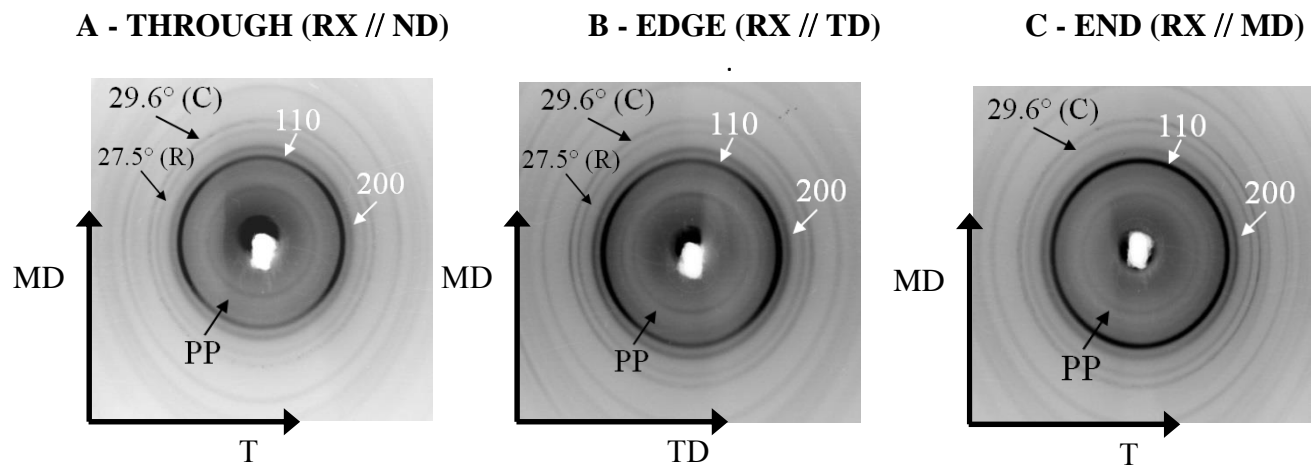 A - THROUGH (RX // ND)
29.6° (C)
110
27.5° (R)
200
MD
PP
T
B - EDGE (RX // TD)
.
29.6° (C)
110
27.5° (R)
200
MD
PP
TD
C - END (RX // MD)
29.6° (C)
110
200
MD
PP
T